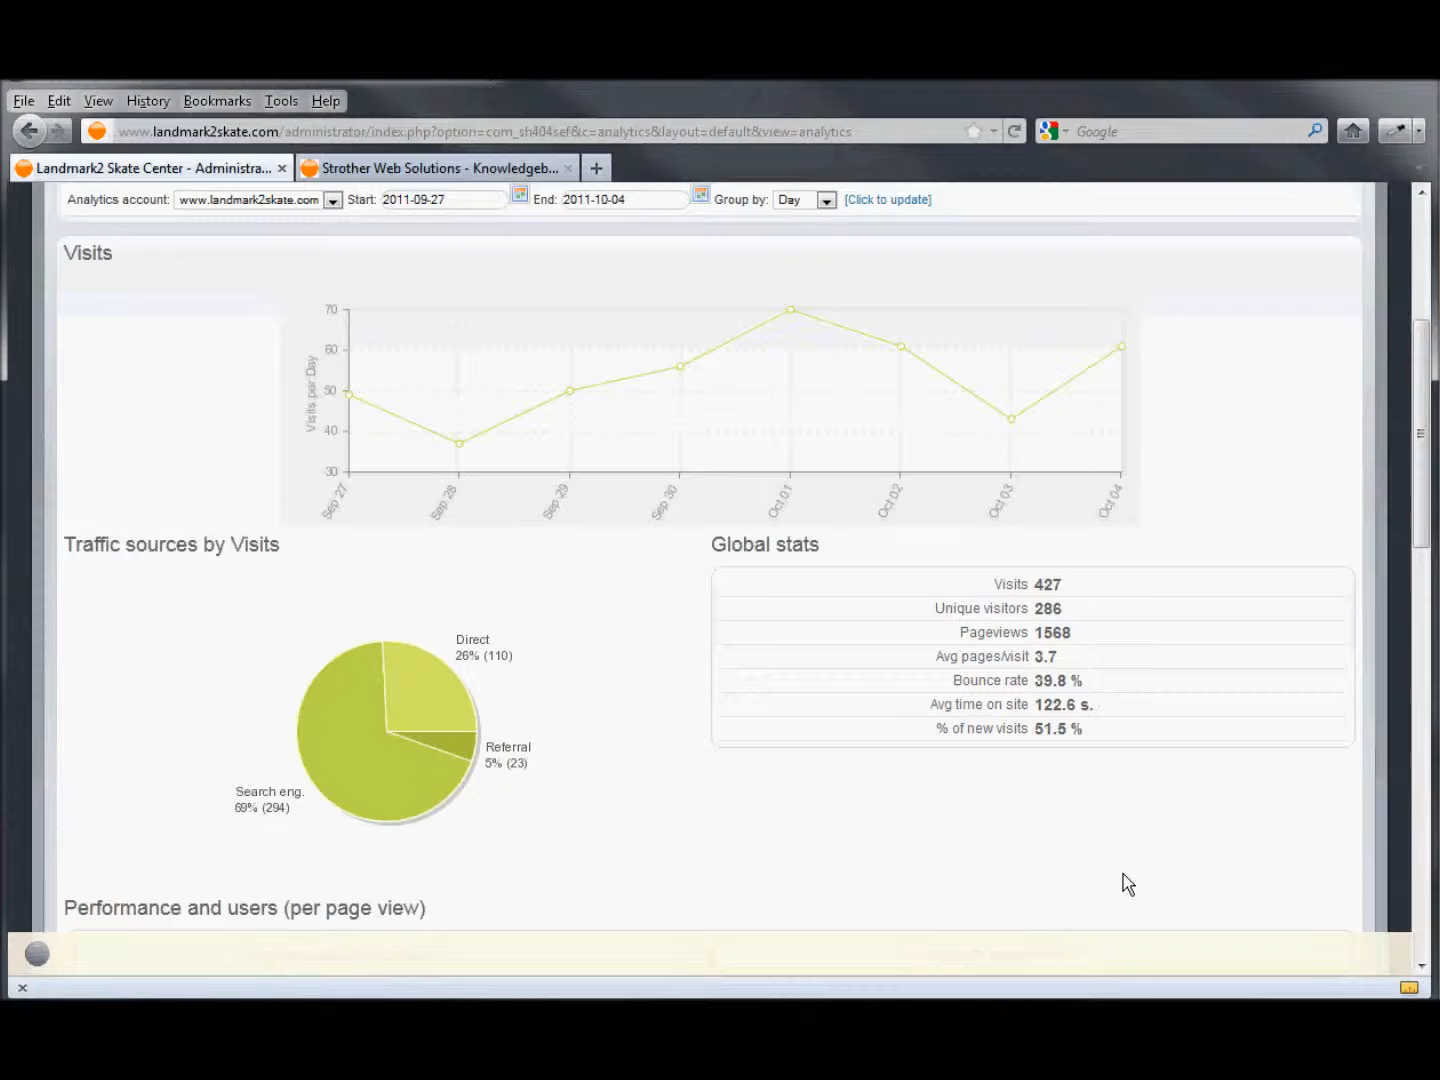 File Edit View History Bookmarks Tools Help
www.landmark2skate.com/administrator/index.php?option=com_sh404sef&c=analytics&layout=default&view=analytics
Google
Landmark2 Skate Center - Administra...
Strother Web Solutions - Knowledgeb...
Analytics account: www.landmark2skate.com Start: 2011-09-27 End: 2011-10-04 Group by: Day [Click to update]
Visits
70
60
50
40
30
Visits per Day
Sep 27
Sep 28
Sep 29
Sep 30
Oct 01
Oct 02
Oct 03
Oct 04
Traffic sources by Visits
Direct
26% (110)
Referral
5% (23)
Search eng.
69% (294)
Global stats
Visits 427
Unique visitors 286
Pageviews 1568
Avg pages/visit 3.7
Bounce rate 39.8 %
Avg time on site 122.6 s.
% of new visits 51.5 %
Performance and users (per page view)